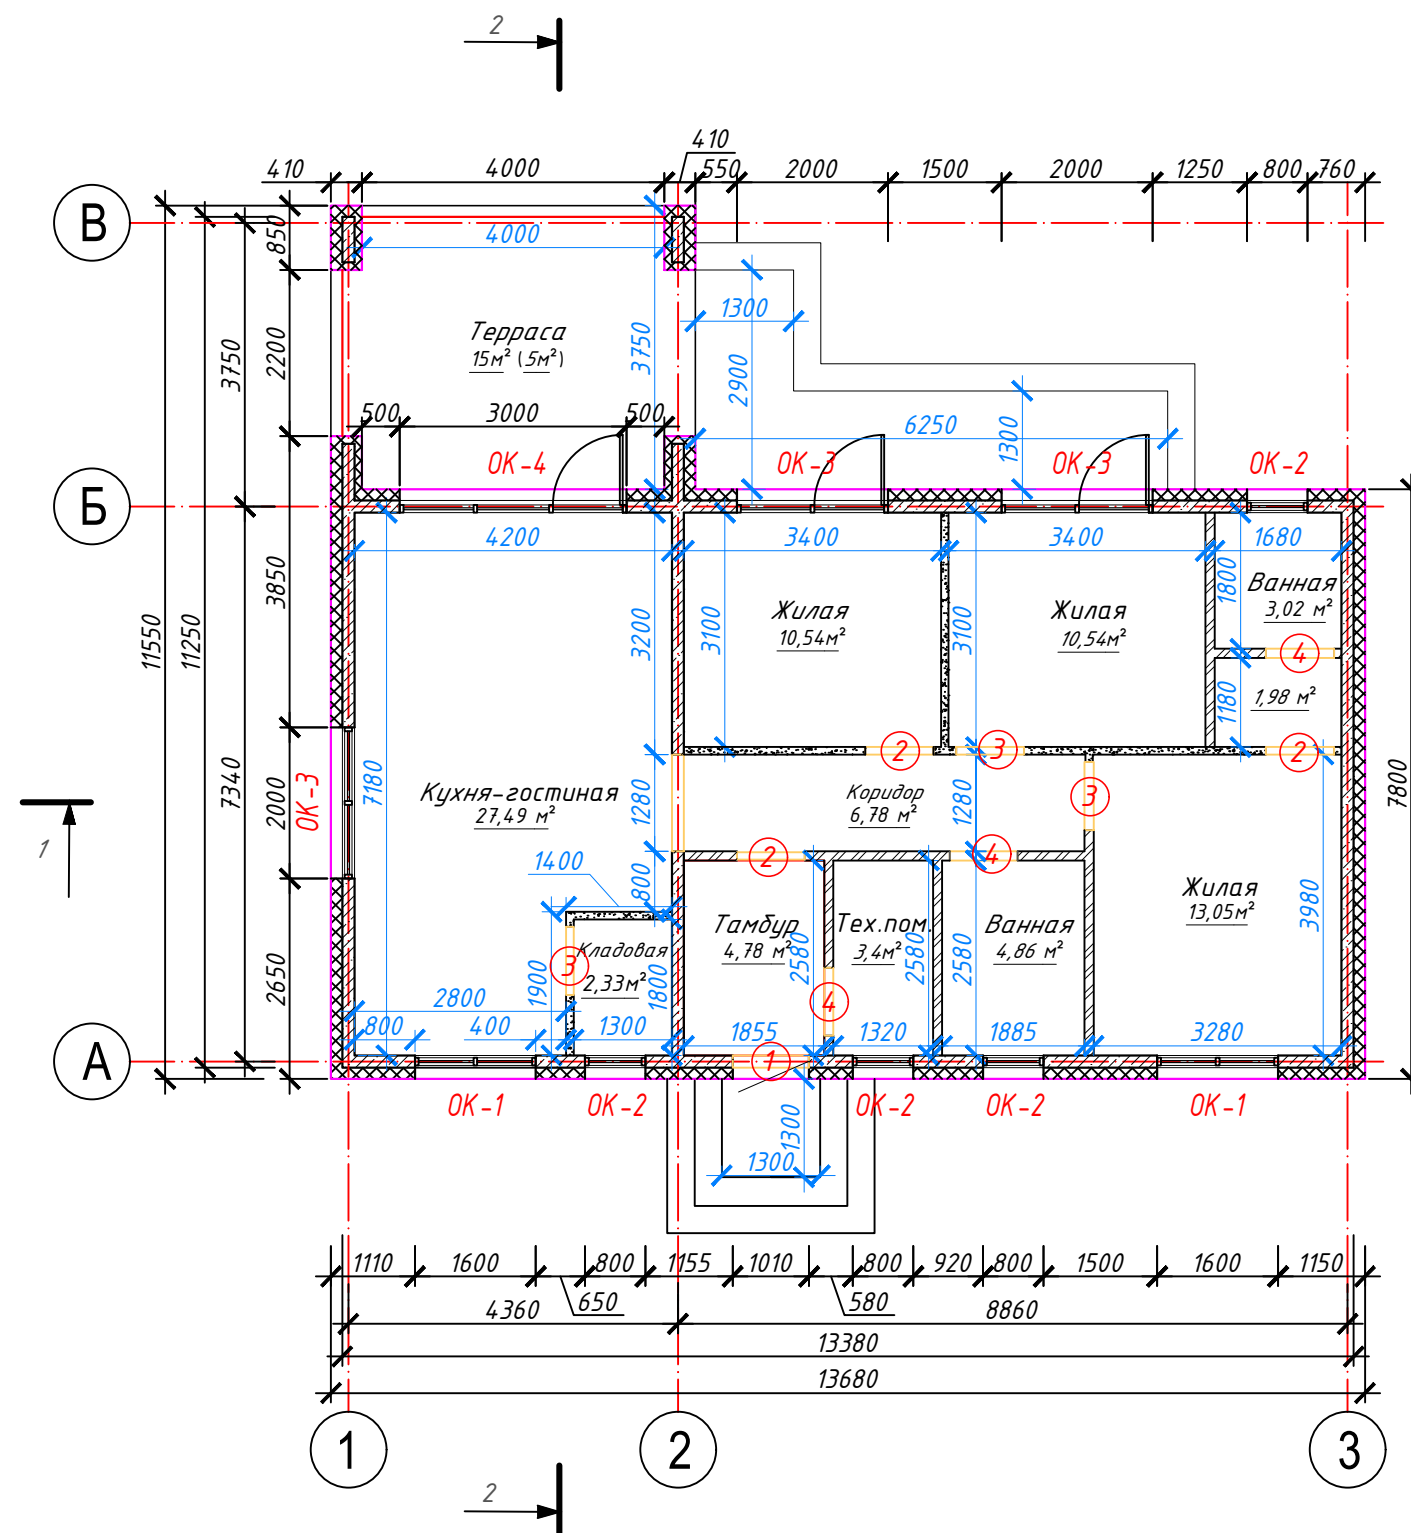 2
410
410
4000
550
2000
1500
2000
1250
800
760
В
850
4000
1300
Терраса
15м² (5м²)
3750
2200
3750
2900
500
3000
500
6250
1300
ОК-4
ОК-3
ОК-3
ОК-2
Б
4200
3400
3400
1680
3850
11550
11250
3200
3100
3100
1800
Жилая
10,54м²
Жилая
10,54м²
Ванная
3,02 м²
4
1,98 м²
1180
2
3
2
7340
2000
ОК-3
7180
Кухня-гостиная
27,49 м²
1280
Коридор
6,78 м²
1280
3
7800
1
2
4
1400
800
Жилая
13,05м²
3980
Тамбур
4,78 м²
2580
Тех.пом.
3,4м²
2580
Ванная
4,86 м²
2580
Кладовая
2,33м²
3
1900
1800
4
2650
2800
800
400
1300
1855
1320
1885
3280
А
1
ОК-1
ОК-2
ОК-2
ОК-2
ОК-1
1300
1300
1110
1600
800
1155
1010
800
920
800
1500
1600
1150
650
580
4360
8860
13380
13680
1
2
3
2